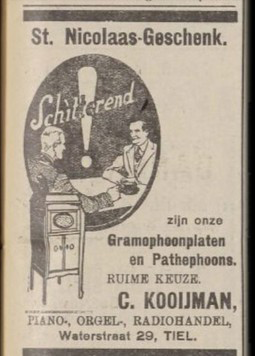 St. Nicolaas-Geschenk.
Schitterend
!
zijn onze
Gramophoonplaten
en Pathephoons.
RUIME KEUZE.
C. KOOIJMAN,
PIANO-, ORGEL-, RADIOHANDEL,
Waterstraat 29, TIEL.